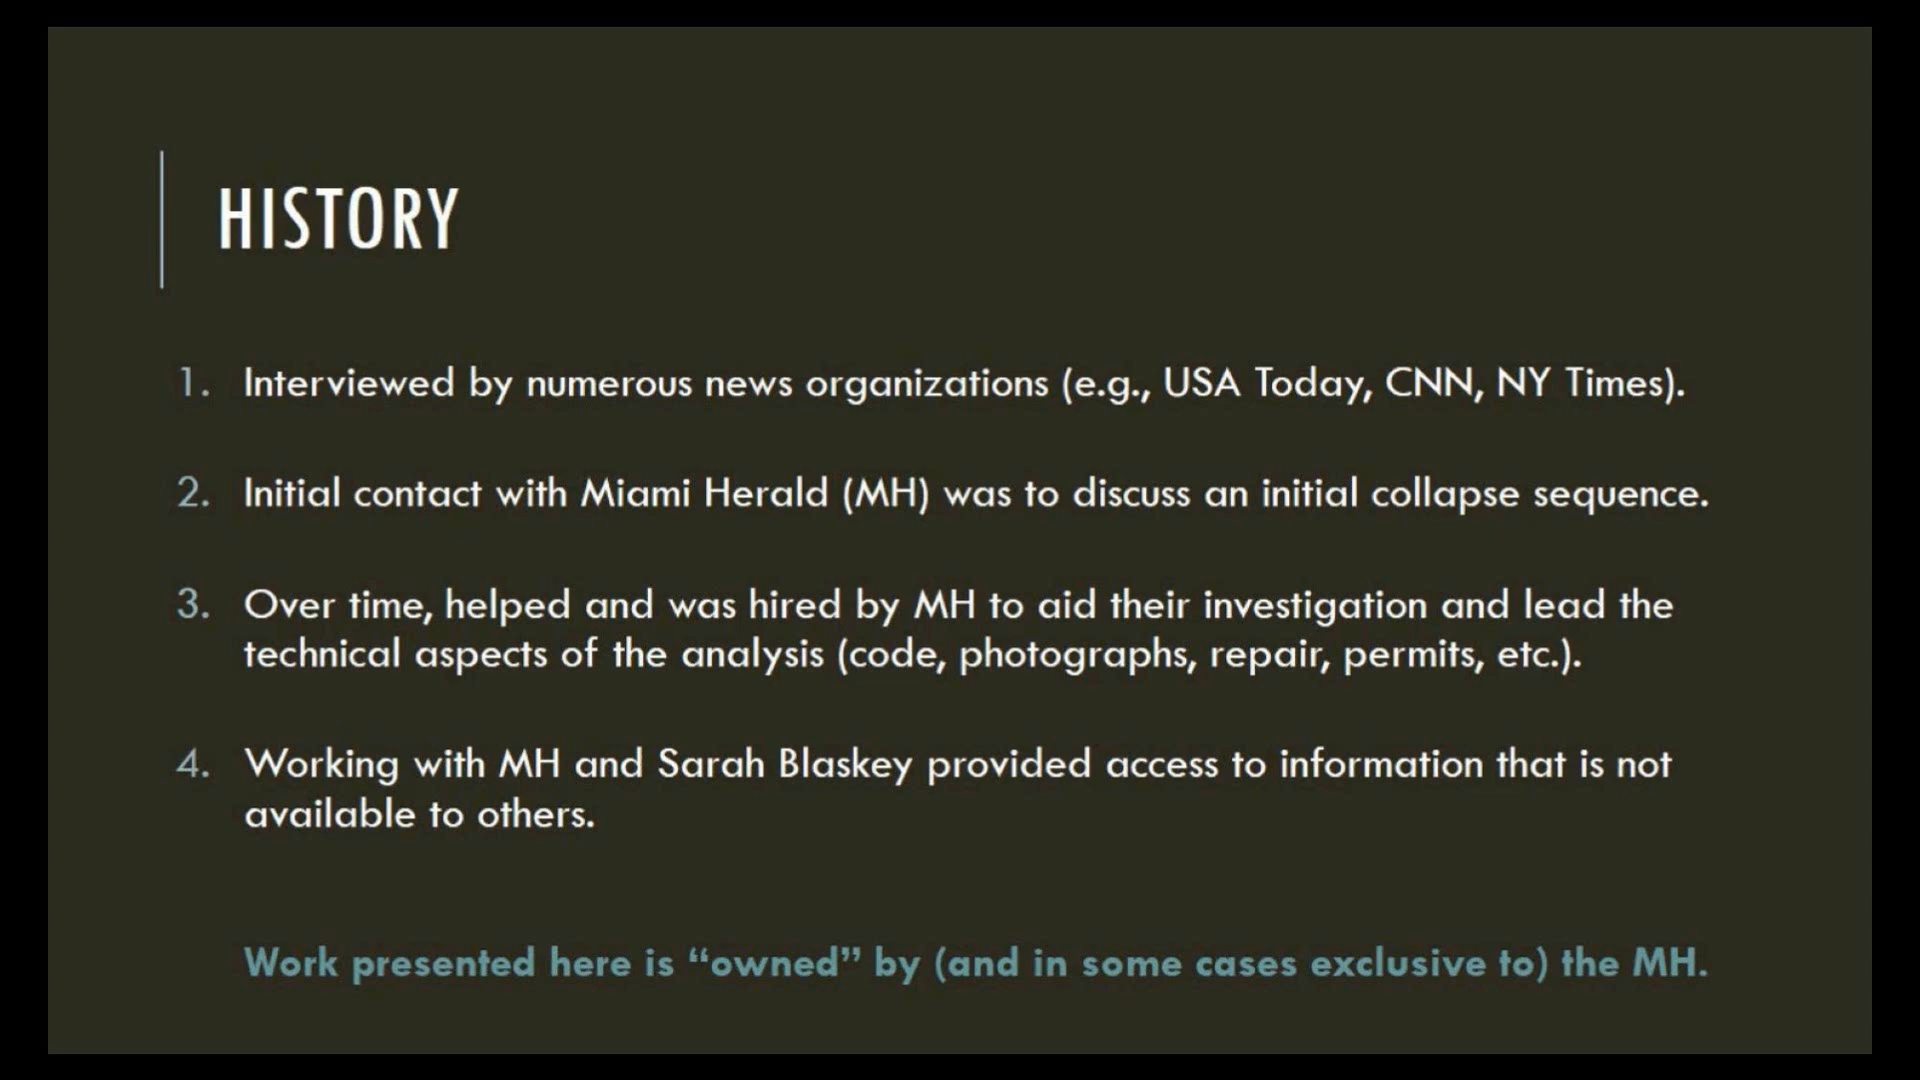 HISTORY
1. Interviewed by numerous news organizations (e.g., USA Today, CNN, NY Times).
2. Initial contact with Miami Herald (MH) was to discuss an initial collapse sequence.
3. Over time, helped and was hired by MH to aid their investigation and lead the
technical aspects of the analysis (code, photographs, repair, permits, etc.).
4. Working with MH and Sarah Blaskey provided access to information that is not
available to others.
Work presented here is “owned” by (and in some cases exclusive to) the MH.